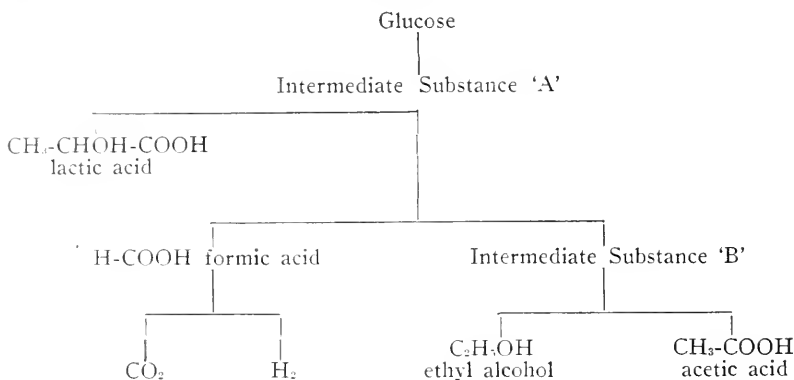 Glucose
Intermediate Substance ‘A’
CH₃-CHOH-COOH
lactic acid
H-COOH formic acid
Intermediate Substance ‘B’
CO₂
H₂
C₂H₅OH
ethyl alcohol
CH₃-COOH
acetic acid